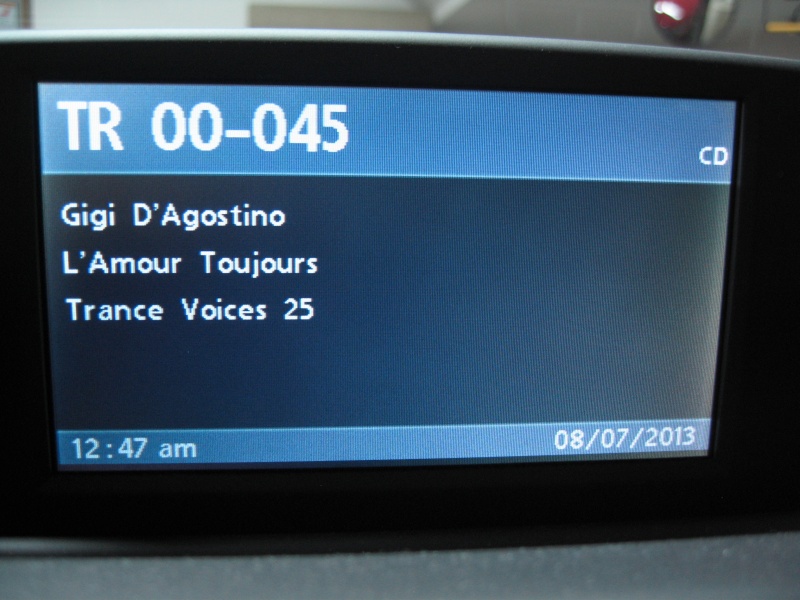 TR 00-045
CD
Gigi D'Agostino
L'Amour Toujours
Trance Voices 25
12:47 am
08/07/2013